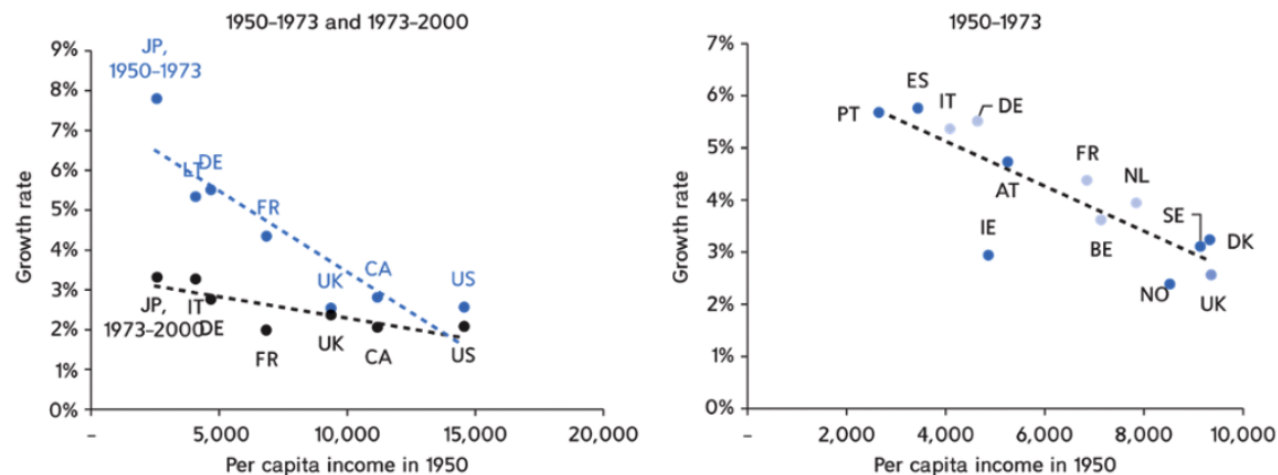 1950–1973 and 1973–2000
9%
8%
7%
6%
5%
4%
3%
2%
1%
0%
Growth rate
JP,
1950–1973
IT
DE
FR
UK
CA
US
JP,
1973–2000
IT
DE
FR
UK
CA
US
–
5,000
10,000
15,000
20,000
Per capita income in 1950
1950–1973
7%
6%
5%
4%
3%
2%
1%
0%
Growth rate
PT
ES
IT
DE
AT
IE
FR
BE
NL
SE
DK
NO
UK
–
2,000
4,000
6,000
8,000
10,000
Per capita income in 1950